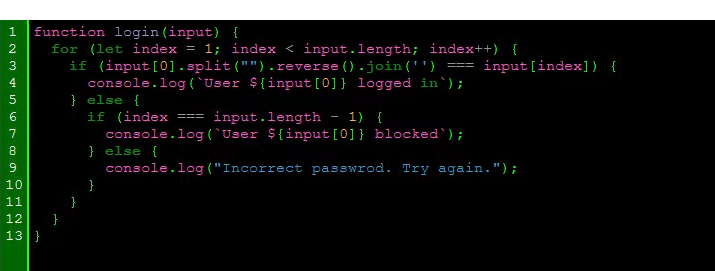 1 function login(input) {
2 for (let index = 1; index < input.length; index++) {
3 if (input[0].split("").reverse().join('') === input[index]) {
4 console.log(`User ${input[0]} logged in`);
5 } else {
6 if (index === input.length - 1) {
7 console.log(`User ${input[0]} blocked`);
8 } else {
9 console.log("Incorrect passwrod. Try again.");
10 }
11 }
12 }
13 }